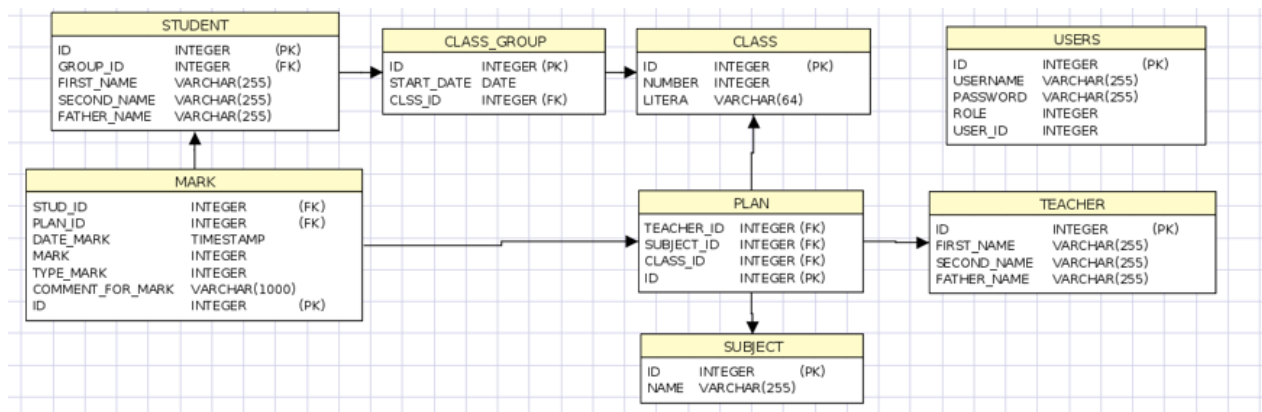 STUDENT
ID INTEGER (PK)
GROUP_ID INTEGER (FK)
FIRST_NAME VARCHAR(255)
SECOND_NAME VARCHAR(255)
FATHER_NAME VARCHAR(255)
CLASS_GROUP
ID INTEGER (PK)
START_DATE DATE
CLSS_ID INTEGER (FK)
CLASS
ID INTEGER (PK)
NUMBER INTEGER
LITERA VARCHAR(64)
USERS
ID INTEGER (PK)
USERNAME VARCHAR(255)
PASSWORD VARCHAR(255)
ROLE INTEGER
USER_ID INTEGER
MARK
STUD_ID INTEGER (FK)
PLAN_ID INTEGER (FK)
DATE_MARK TIMESTAMP
MARK INTEGER
TYPE_MARK INTEGER
COMMENT_FOR_MARK VARCHAR(1000)
ID INTEGER (PK)
PLAN
TEACHER_ID INTEGER (FK)
SUBJECT_ID INTEGER (FK)
CLASS_ID INTEGER (FK)
ID INTEGER (PK)
TEACHER
ID INTEGER (PK)
FIRST_NAME VARCHAR(255)
SECOND_NAME VARCHAR(255)
FATHER_NAME VARCHAR(255)
SUBJECT
ID INTEGER (PK)
NAME VARCHAR(255)